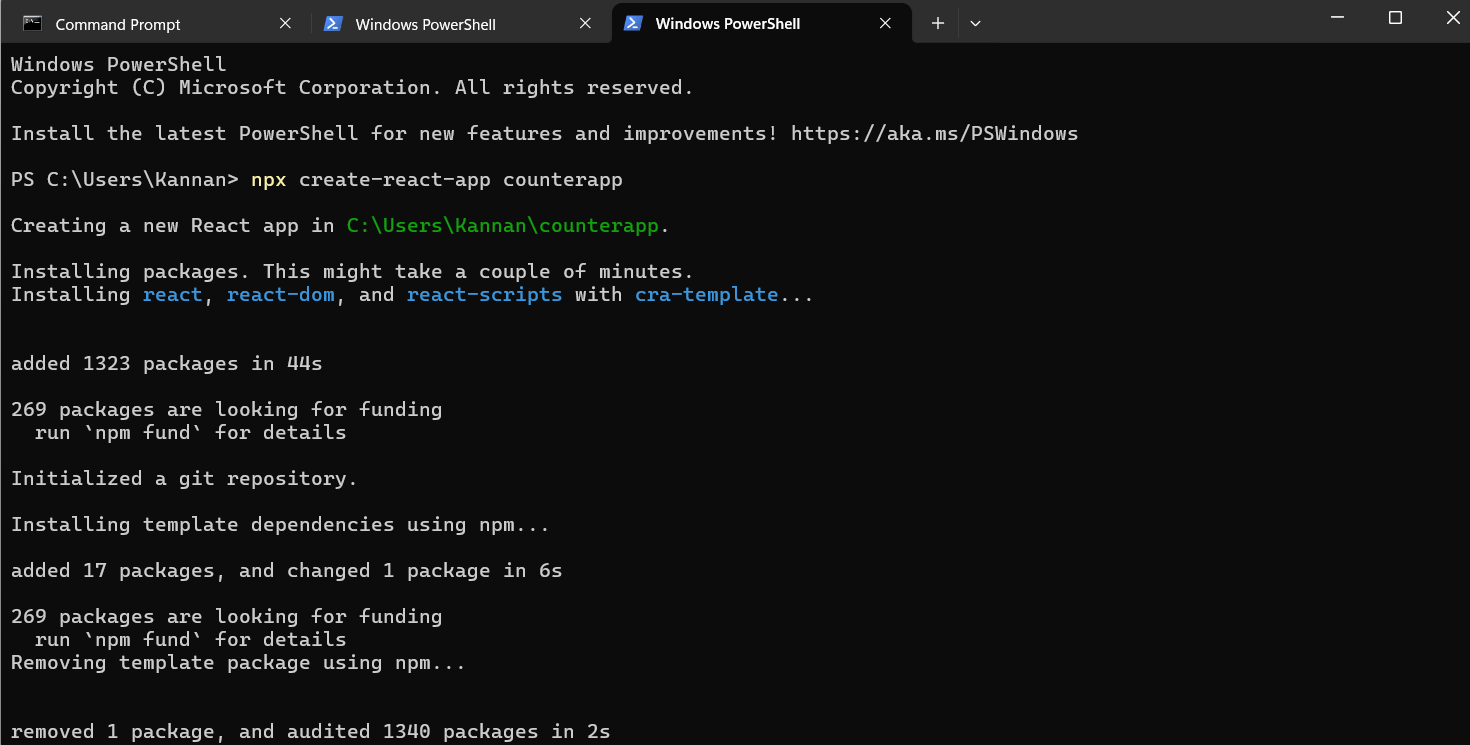 Command Prompt
Windows PowerShell
Windows PowerShell
Windows PowerShell
Copyright (C) Microsoft Corporation. All rights reserved.
Install the latest PowerShell for new features and improvements! https://aka.ms/PSWindows
PS C:\Users\Kannan> npx create-react-app counterapp
Creating a new React app in C:\Users\Kannan\counterapp.
Installing packages. This might take a couple of minutes.
Installing react, react-dom, and react-scripts with cra-template...
added 1323 packages in 44s
269 packages are looking for funding
  run `npm fund` for details
Initialized a git repository.
Installing template dependencies using npm...
added 17 packages, and changed 1 package in 6s
269 packages are looking for funding
  run `npm fund` for details
Removing template package using npm...
removed 1 package, and audited 1340 packages in 2s